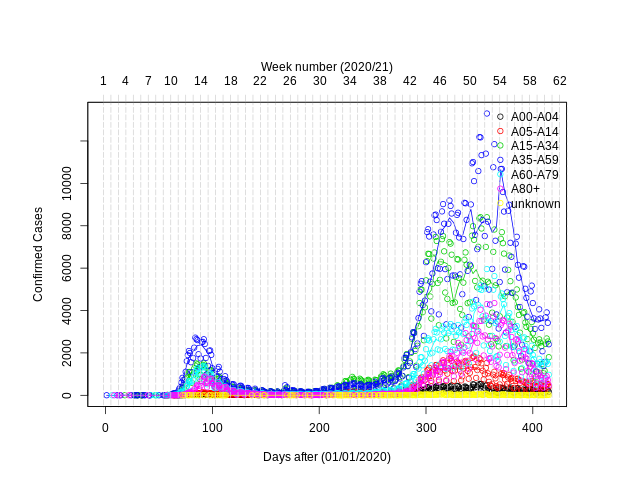 Week number (2020/21)
1 4 7 10 14 18 22 26 30 34 38 42 46 50 54 58 62
A00-A04
A05-A14
A15-A34
A35-A59
A60-A79
A80+
unknown
Confirmed Cases
10000
8000
6000
4000
2000
0
0 100 200 300 400
Days after (01/01/2020)